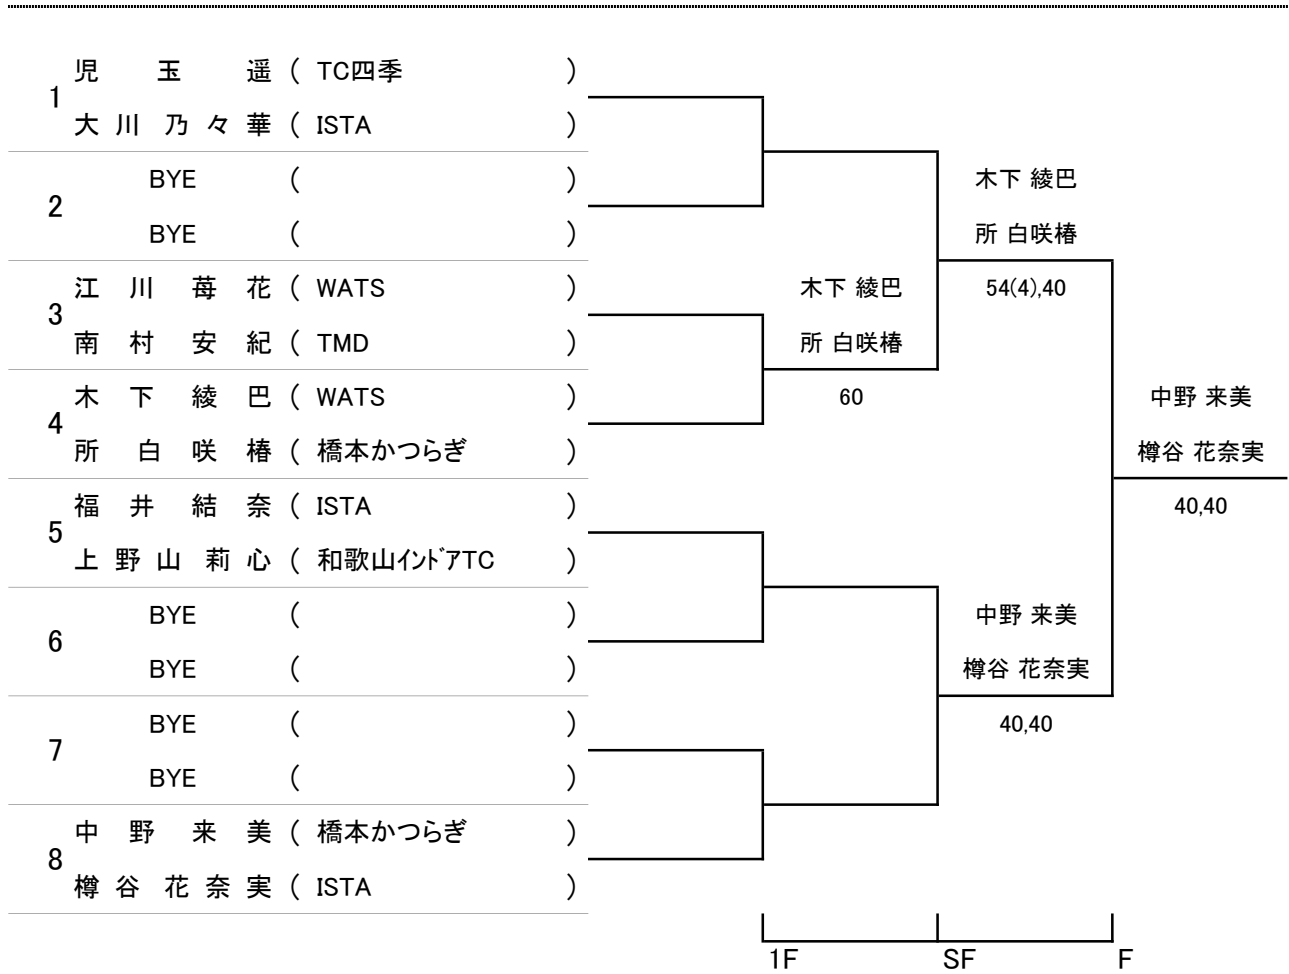 児玉遥 ( TC四季 )
1
大川乃々華 ( ISTA )
BYE ( )
木下 綾巴
2
BYE ( )
所 白咲椿
江川苺花 ( WATS )
木下 綾巴
54(4),40
3
南村安紀 ( TMD )
所 白咲椿
木下綾巴 ( WATS )
60
中野 来美
4
所白咲椿 ( 橋本かつらぎ )
樽谷 花奈実
福井結奈 ( ISTA )
40,40
5
上野山莉心 ( 和歌山ｲﾝﾄﾞｱTC )
BYE ( )
中野 来美
6
BYE ( )
樽谷 花奈実
BYE ( )
40,40
7
BYE ( )
中野来美 ( 橋本かつらぎ )
8
樽谷花奈実 ( ISTA )
1F SF F